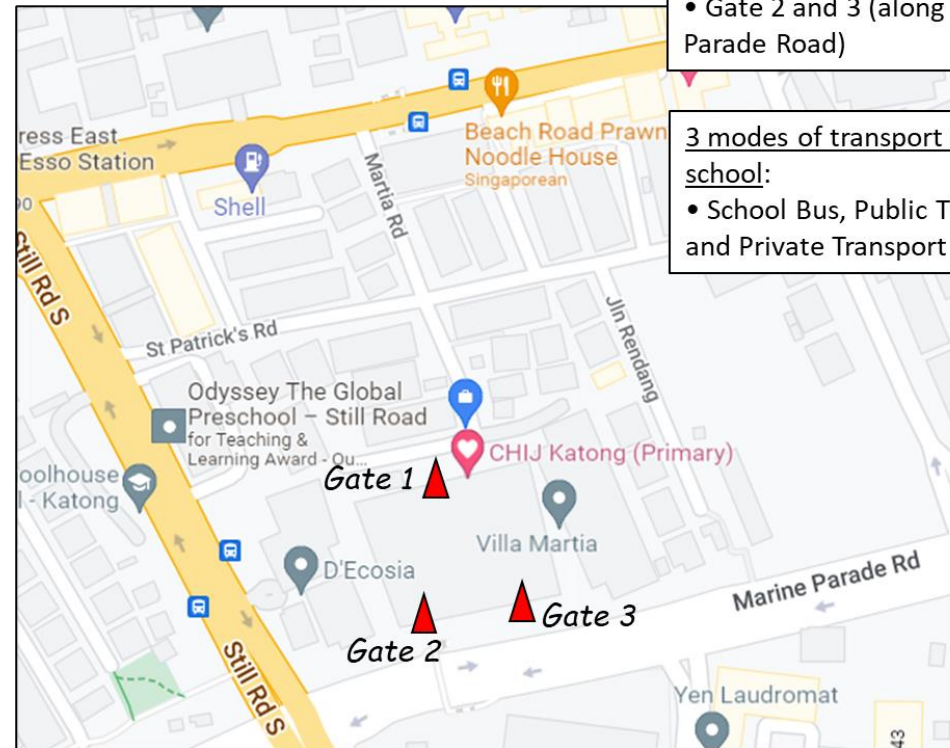 • Gate 2 and 3 (along
Parade Road)
3 modes of transport
school:
• School Bus, Public T
and Private Transport
ress East
Esso Station
Shell
Beach Road Prawn
Noodle House
Singaporean
Martia Rd
90
Still Rd S
St Patrick's Rd
Jln Rendang
Odyssey The Global
Preschool – Still Road
for Teaching &
Learning Award - Qu...
CHIJ Katong (Primary)
Gate 1
oolhouse
l - Katong
Villa Martia
D'Ecosia
Marine Parade Rd
Gate 3
Gate 2
Still Rd S
Yen Laudromat
43